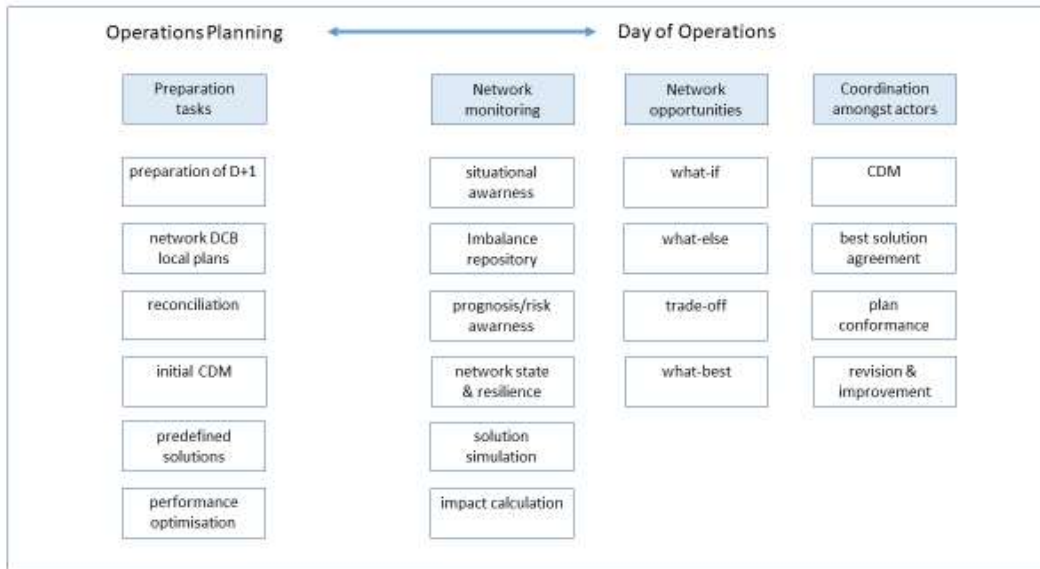 Operations Planning
Day of Operations
Preparation
tasks
preparation of D+1
network DCB
local plans
reconciliation
initial CDM
predefined
solutions
performance
optimisation
Network
monitoring
situational
awarness
Imbalance
repository
prognosis/risk
awarness
network state
& resilience
solution
simulation
impact calculation
Network
opportunities
what-if
what-else
trade-off
what-best
Coordination
amongst actors
CDM
best solution
agreement
plan
conformance
revision &
improvement